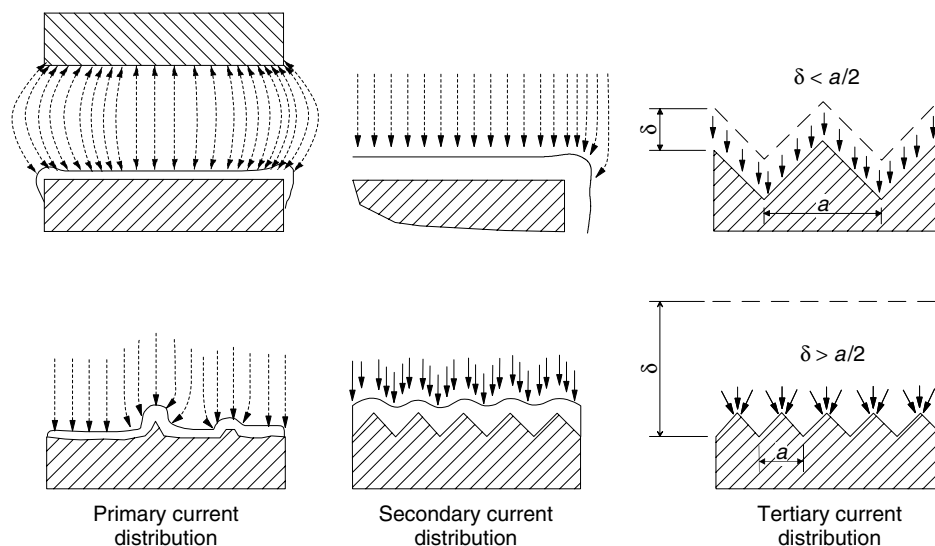 δ < a/2
δ
a
δ > a/2
δ
a
Primary current
distribution
Secondary current
distribution
Tertiary current
distribution